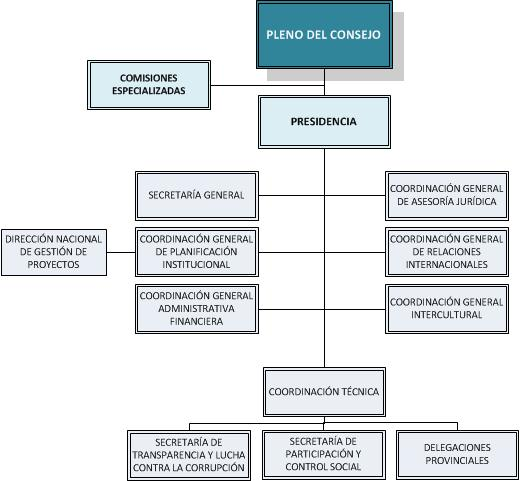 PLENO DEL CONSEJO
COMISIONES
ESPECIALIZADAS
PRESIDENCIA
SECRETARÍA GENERAL
COORDINACIÓN GENERAL
DE ASESORÍA JURÍDICA
DIRECCIÓN NACIONAL
DE GESTIÓN DE
PROYECTOS
COORDINACIÓN GENERAL
DE PLANIFICACIÓN
INSTITUCIONAL
COORDINACIÓN GENERAL
DE RELACIONES
INTERNACIONALES
COORDINACIÓN GENERAL
ADMINISTRATIVA
FINANCIERA
COORDINACIÓN GENERAL
INTERCULTURAL
COORDINACIÓN TÉCNICA
SECRETARÍA DE
TRANSPARENCIA Y LUCHA
CONTRA LA CORRUPCIÓN
SECRETARÍA DE
PARTICIPACIÓN Y
CONTROL SOCIAL
DELEGACIONES
PROVINCIALES